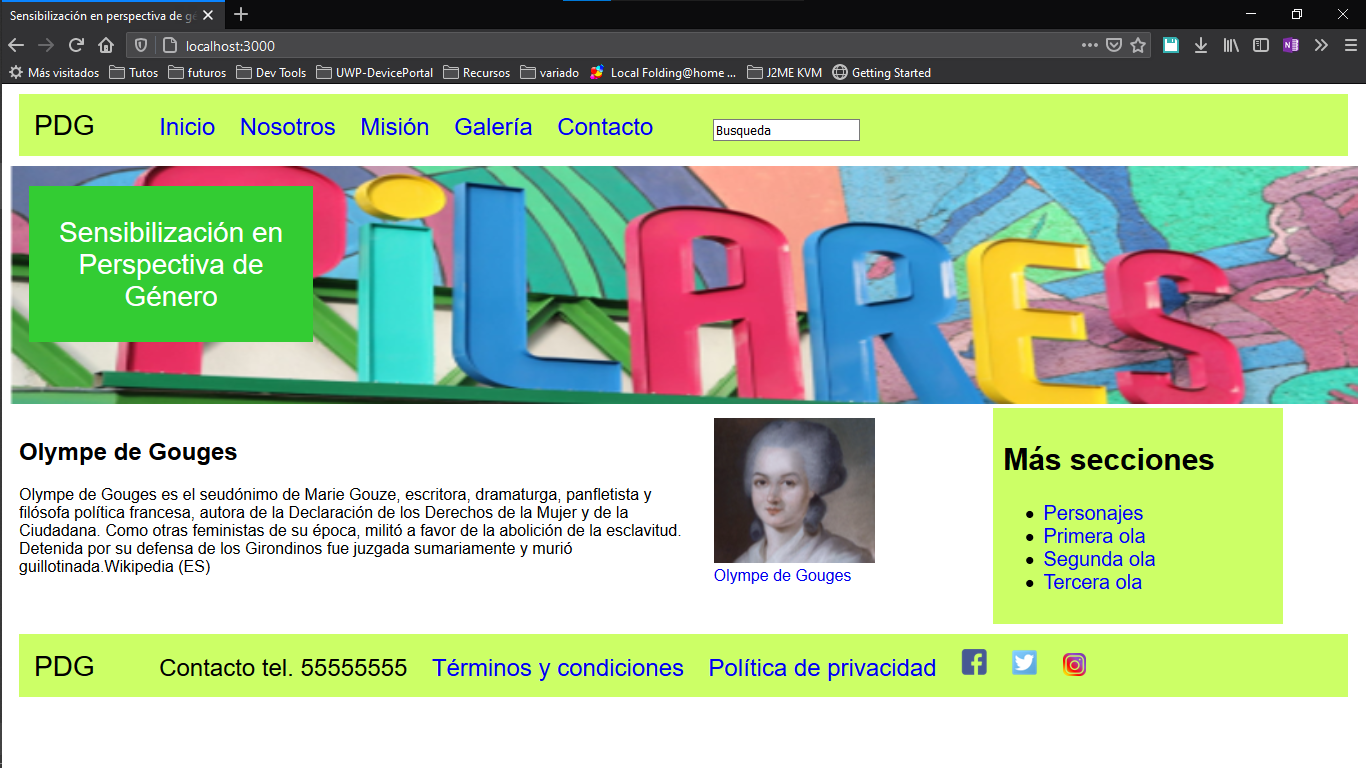 Sensibilización en perspectiva de gé
localhost:3000
Más visitados Tutos futuros Dev Tools UWP-DevicePortal Recursos variado Local Folding@home ... J2ME KVM Getting Started
PDG Inicio Nosotros Misión Galería Contacto Busqueda
PiLARES
Sensibilización en
Perspectiva de
Género
Olympe de Gouges
Olympe de Gouges es el seudónimo de Marie Gouze, escritora, dramaturga, panfletista y
filósofa política francesa, autora de la Declaración de los Derechos de la Mujer y de la
Ciudadana. Como otras feministas de su época, militó a favor de la abolición de la esclavitud.
Detenida por su defensa de los Girondinos fue juzgada sumariamente y murió
guillotinada.Wikipedia (ES)
Olympe de Gouges
Más secciones
Personajes
Primera ola
Segunda ola
Tercera ola
PDG Contacto tel. 55555555 Términos y condiciones Política de privacidad